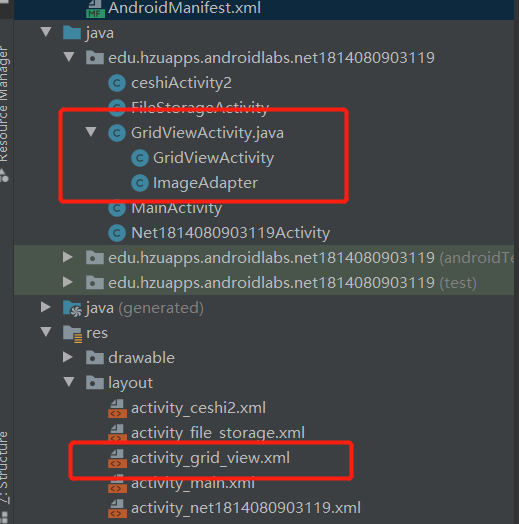 AndroidManifest.xml
java
edu.hzuapps.androidlabs.net1814080903119
ceshiActivity2
FileStorageActivity
GridViewActivity.java
GridViewActivity
ImageAdapter
MainActivity
Net1814080903119Activity
edu.hzuapps.androidlabs.net1814080903119 (androidTe
edu.hzuapps.androidlabs.net1814080903119 (test)
java (generated)
res
drawable
layout
activity_ceshi2.xml
activity_file_storage.xml
activity_grid_view.xml
activity_main.xml
activity_net1814080903119.xml
Resource Manager
7: Structure